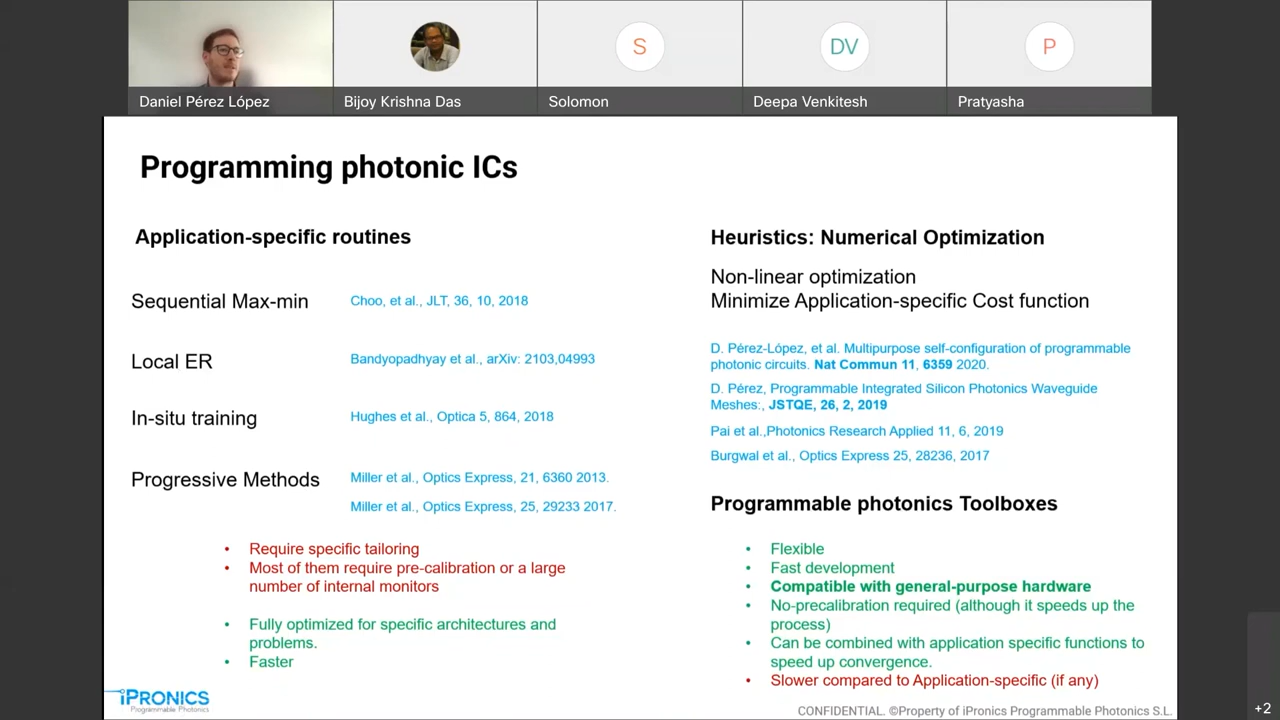 S
DV
P
Daniel Pérez López
Bijoy Krishna Das
Solomon
Deepa Venkitesh
Pratyasha
Programming photonic ICs
Application-specific routines
Sequential Max-min
Choo, et al., JLT, 36, 10, 2018
Local ER
Bandyopadhyay et al., arXiv: 2103,04993
In-situ training
Hughes et al., Optica 5, 864, 2018
Progressive Methods
Miller et al., Optics Express, 21, 6360 2013.
Miller et al., Optics Express, 25, 29233 2017.
• Require specific tailoring
• Most of them require pre-calibration or a large
number of internal monitors
• Fully optimized for specific architectures and
problems.
• Faster
Heuristics: Numerical Optimization
Non-linear optimization
Minimize Application-specific Cost function
D. Pérez-López, et al. Multipurpose self-configuration of programmable
photonic circuits. Nat Commun 11, 6359 2020.
D. Pérez, Programmable Integrated Silicon Photonics Waveguide
Meshes:, JSTQE, 26, 2, 2019
Pai et al.,Photonics Research Applied 11, 6, 2019
Burgwal et al., Optics Express 25, 28236, 2017
Programmable photonics Toolboxes
• Flexible
• Fast development
• Compatible with general-purpose hardware
• No-precalibration required (although it speeds up the
process)
• Can be combined with application specific functions to
speed up convergence.
• Slower compared to Application-specific (if any)
iPRONICS
Programmable Photonics
CONFIDENTIAL. ©Property of iPronics Programmable Photonics S.L.
+2